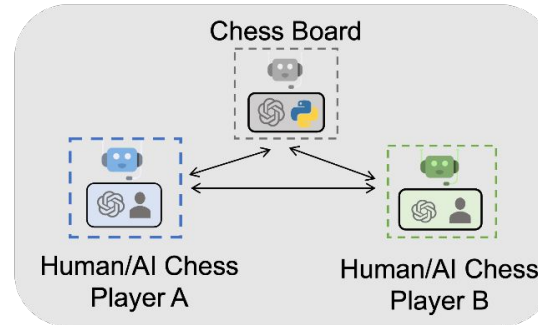 Chess Board
Human/AI Chess
Player A
Human/AI Chess
Player B